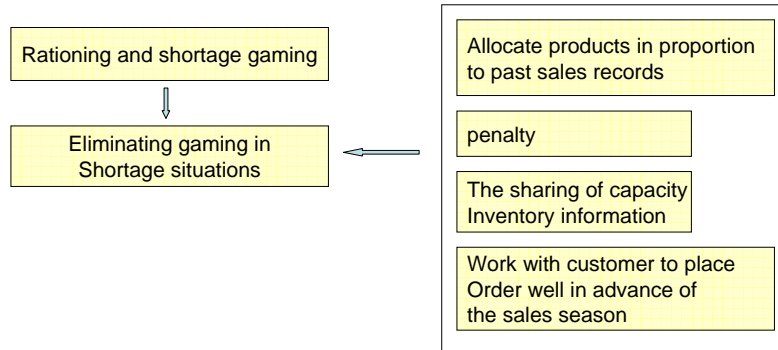 Rationing and shortage gaming
Eliminating gaming in
Shortage situations
Allocate products in proportion
to past sales records
penalty
The sharing of capacity
Inventory information
Work with customer to place
Order well in advance of
the sales season